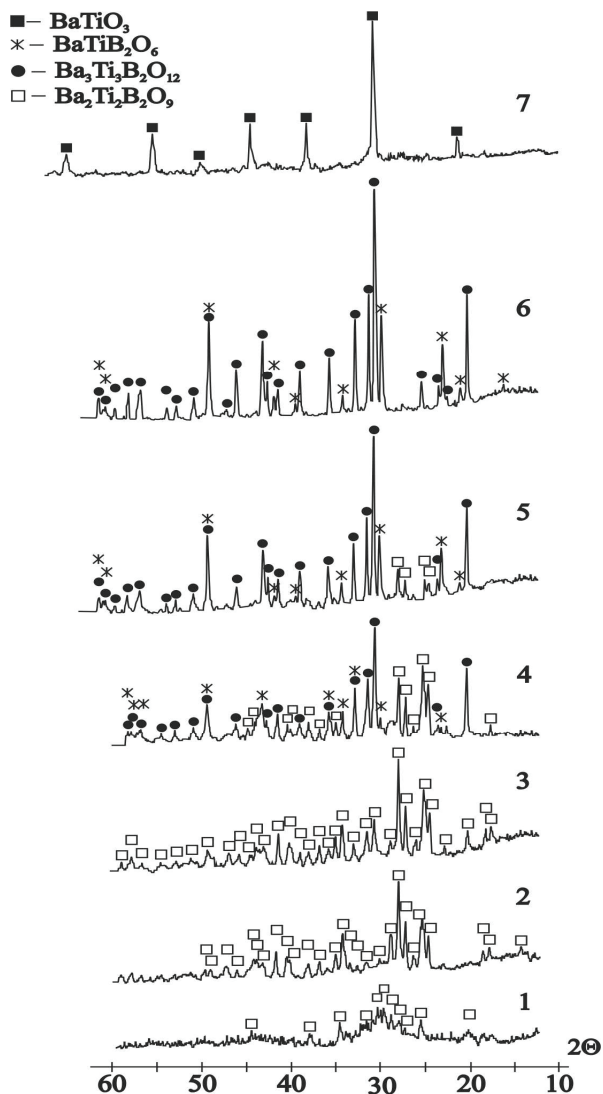 ■ – BaTiO₃
✳ – BaTiB₂O₆
● – Ba₃Ti₃B₂O₁₂
□ – Ba₂Ti₂B₂O₉
7
6
5
4
3
2
1
2Θ
60 50 40 30 20 10